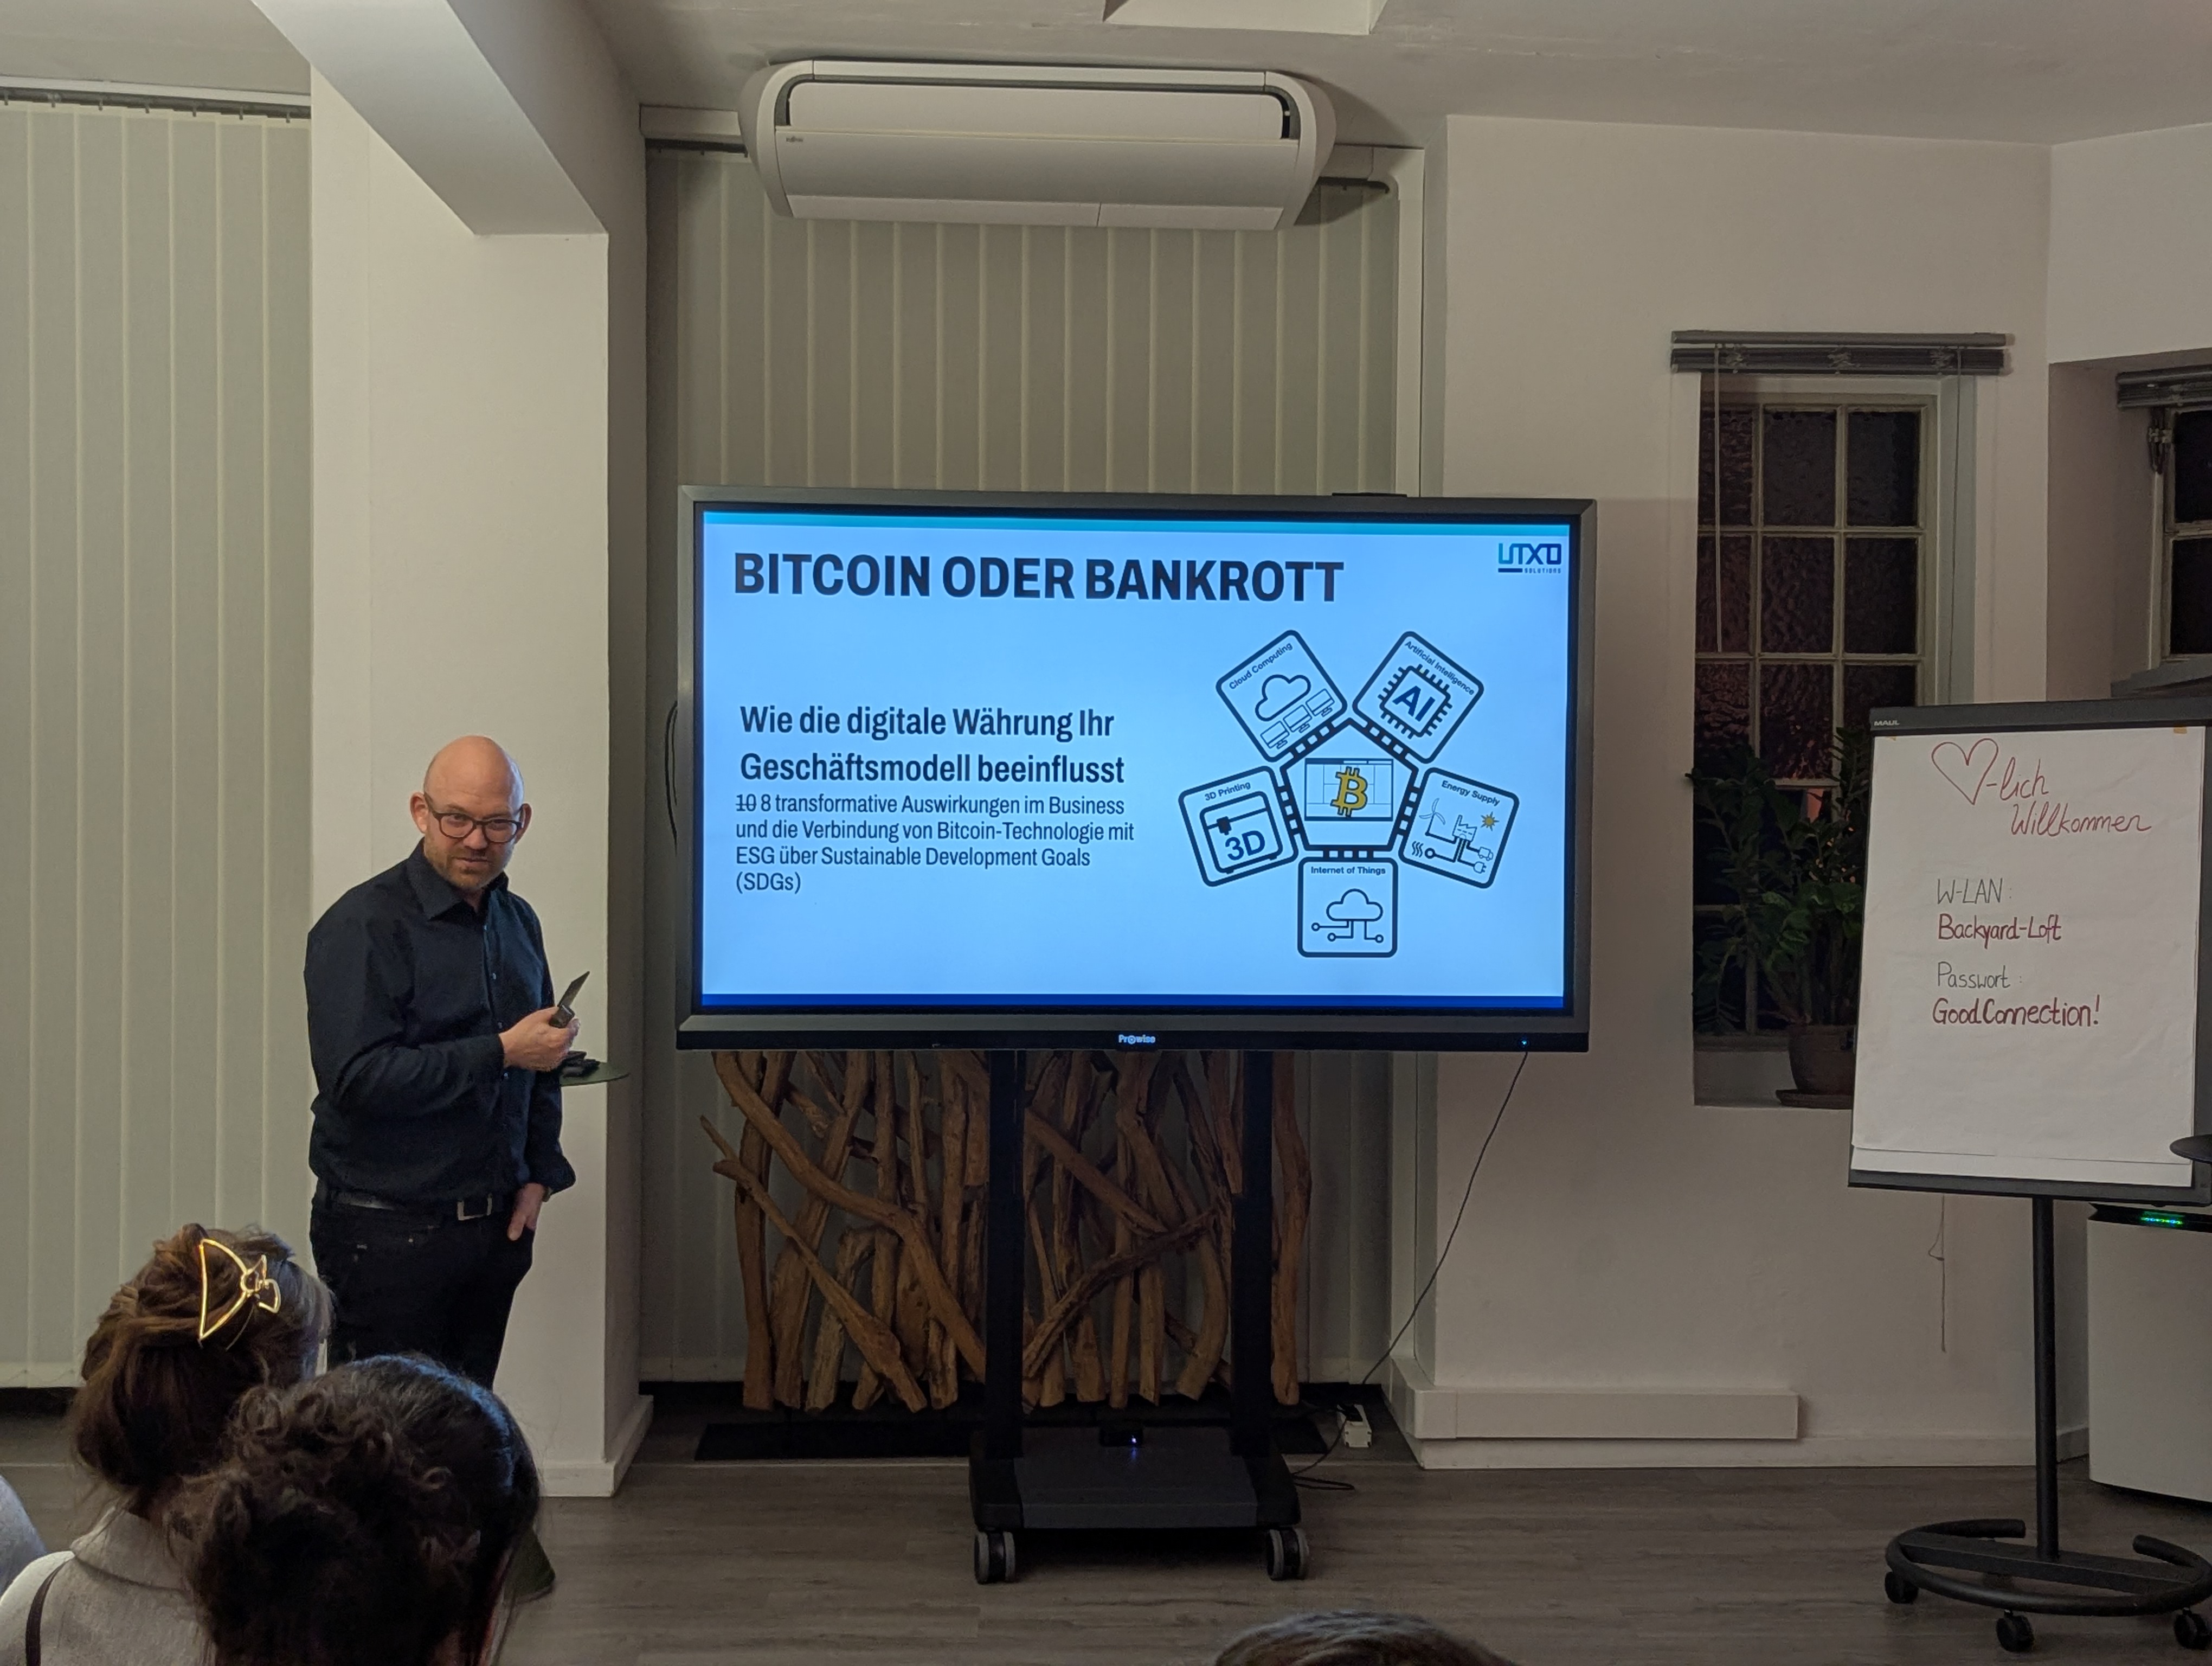 BITCOIN ODER BANKROTT
UTXO
SOLUTIONS
Wie die digitale Währung Ihr
Geschäftsmodell beeinflusst
10 8 transformative Auswirkungen im Business
und die Verbindung von Bitcoin-Technologie mit
ESG über Sustainable Development Goals
(SDGs)
Cloud Computing
Artificial Intelligence
AI
3D Printing
3D
Energy Supply
Internet of Things
Prowise
MAUL
-lich
Willkommen
W-LAN:
Backyard-Loft
Passwort:
GoodConnection!